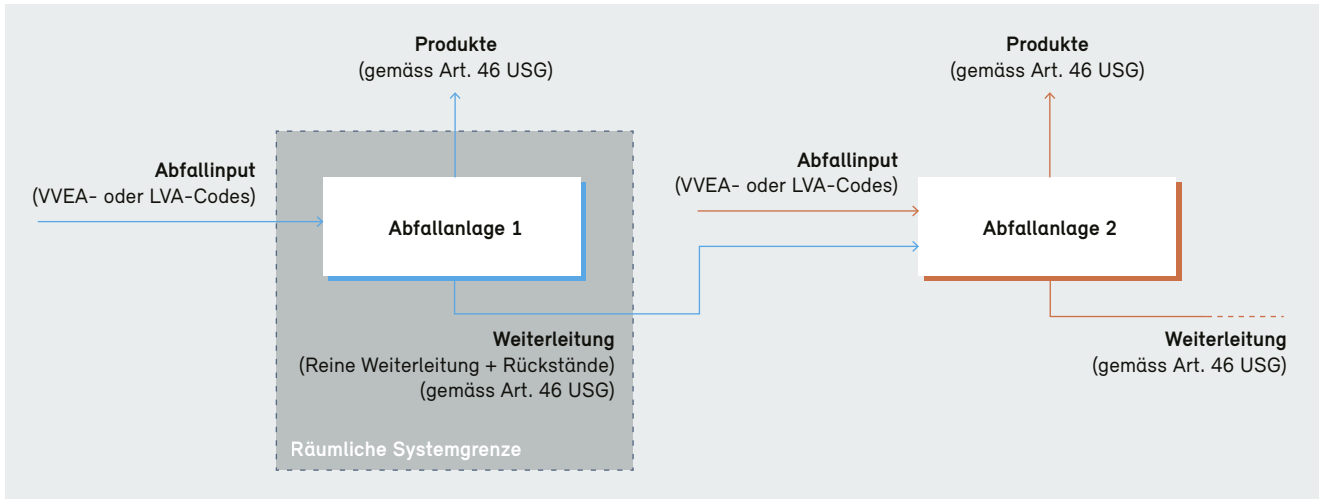 Produkte
(gemäss Art. 46 USG)
Produkte
(gemäss Art. 46 USG)
Abfallinput
(VVEA- oder LVA-Codes)
Abfallanlage 1
Abfallinput
(VVEA- oder LVA-Codes)
Abfallanlage 2
Weiterleitung
(Reine Weiterleitung + Rückstände)
(gemäss Art. 46 USG)
Weiterleitung
(gemäss Art. 46 USG)
Räumliche Systemgrenze